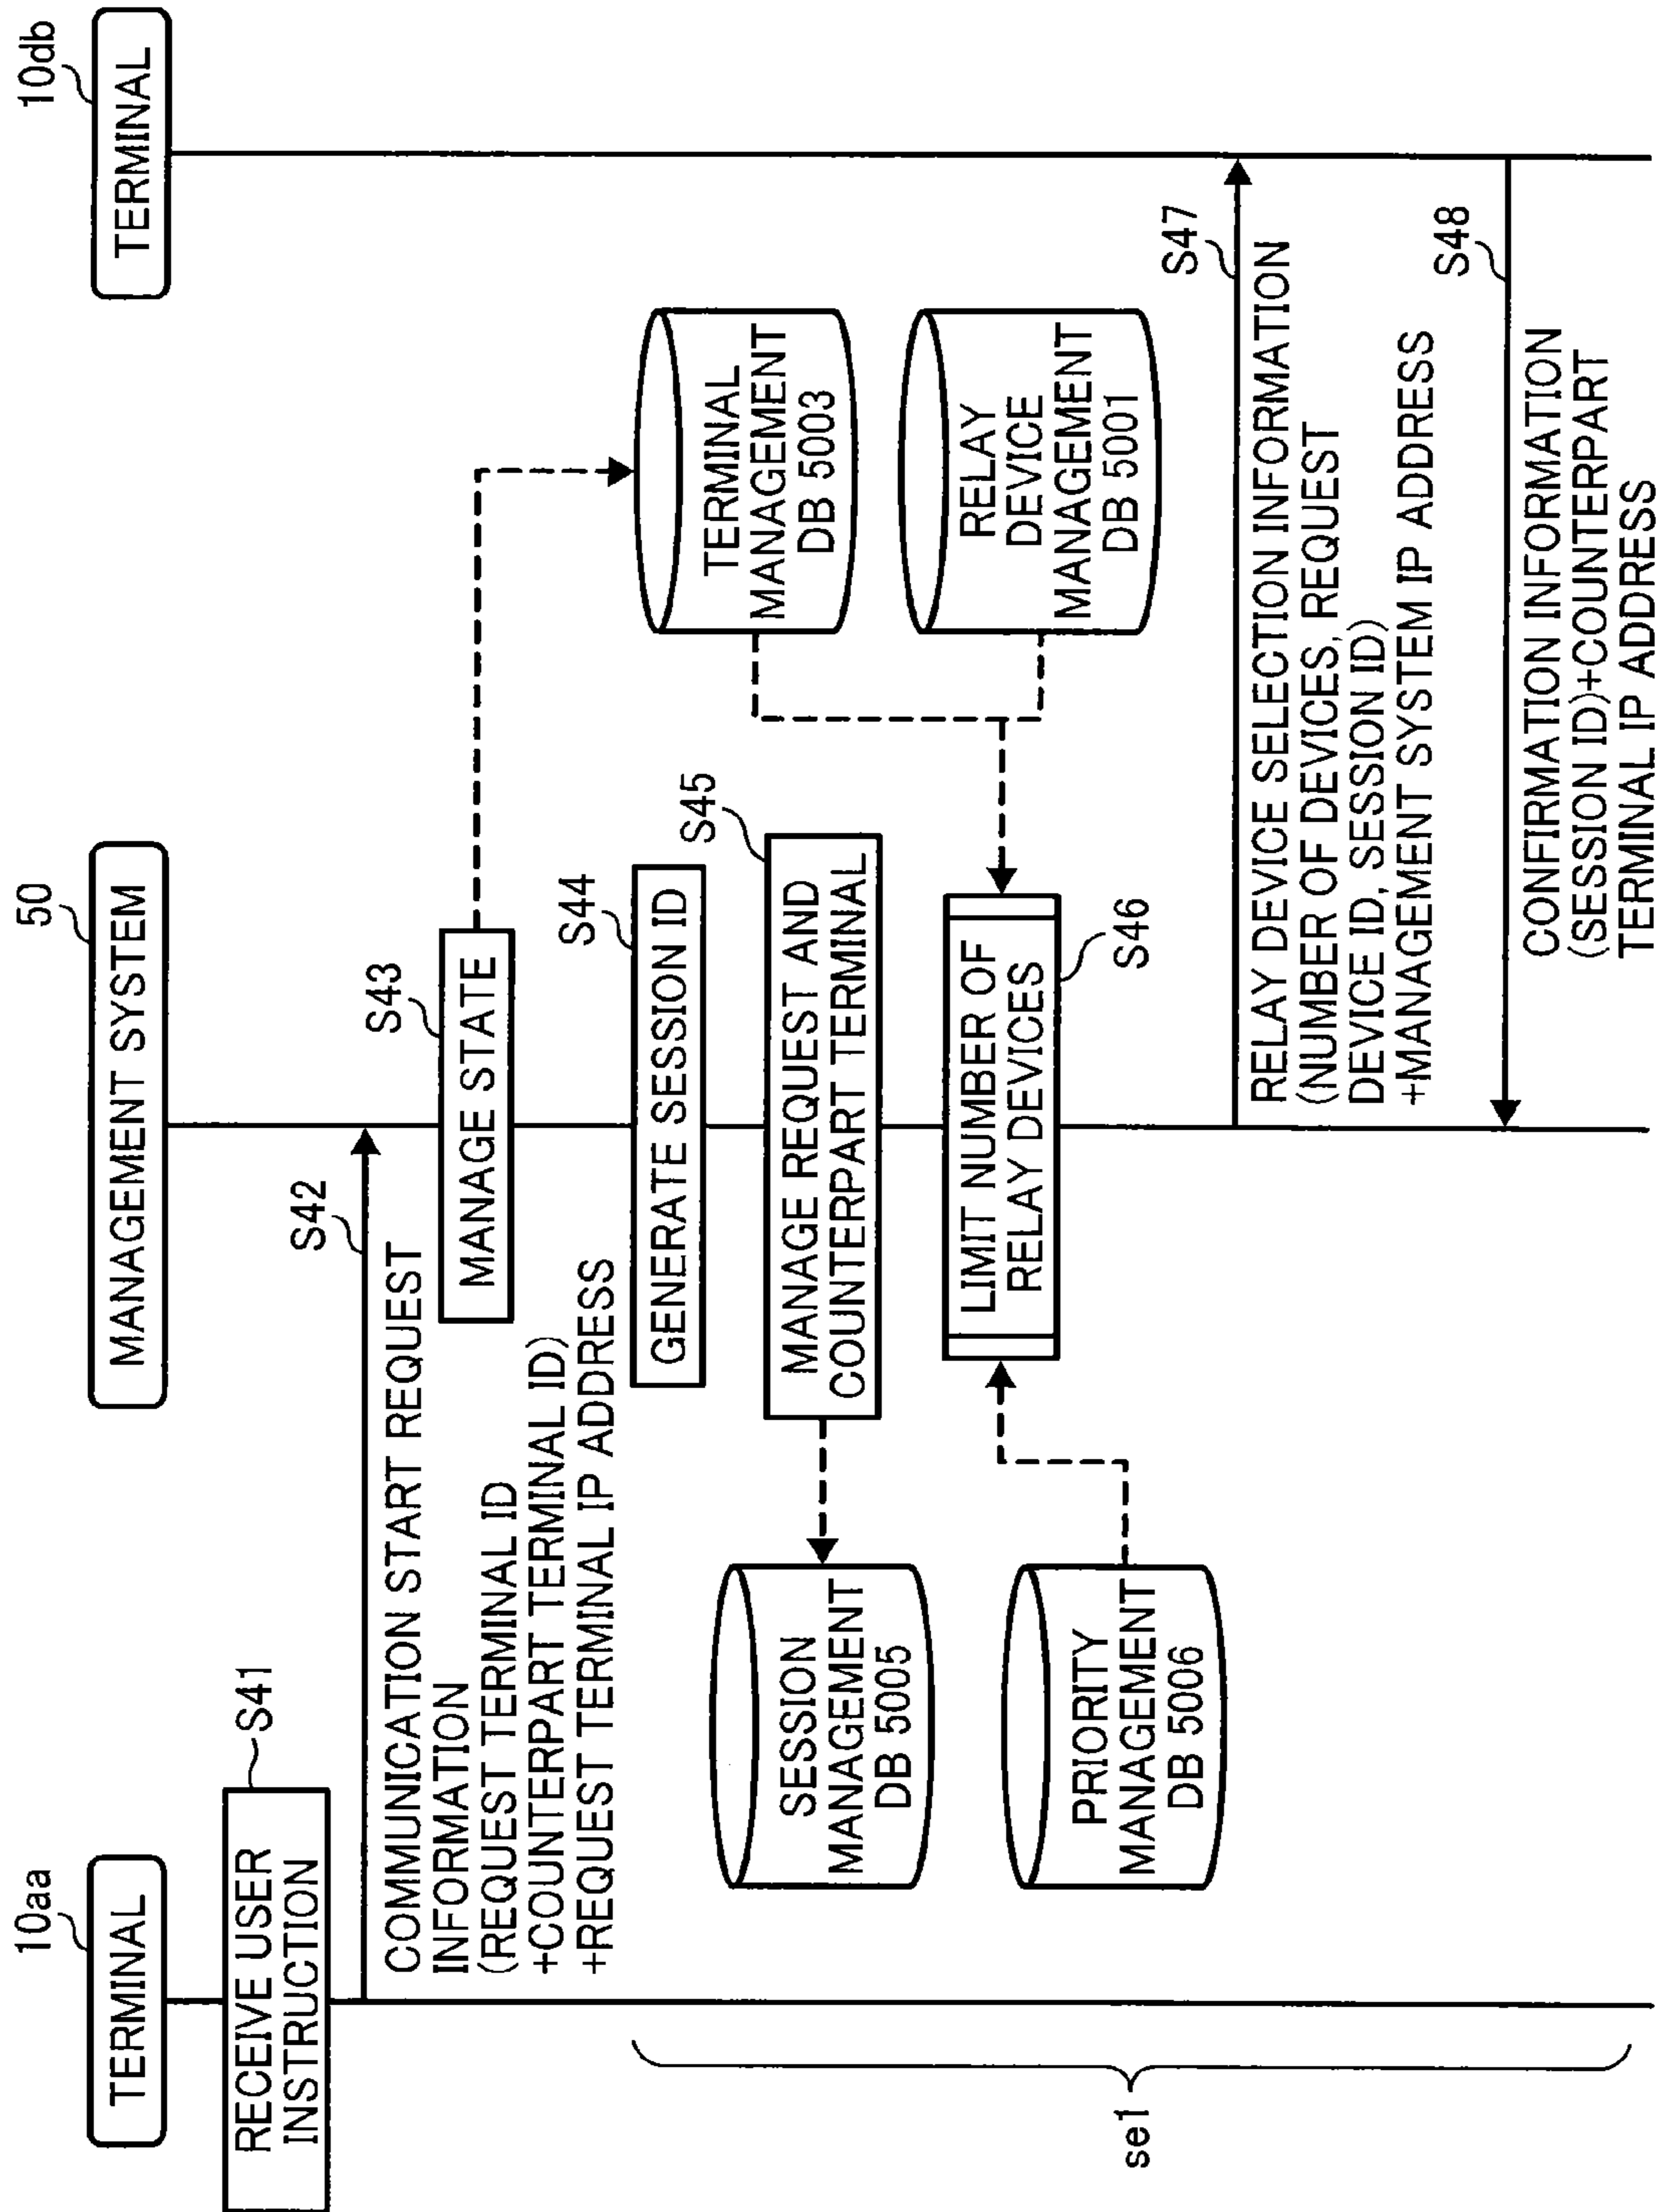 10aa
TERMINAL
50
MANAGEMENT SYSTEM
10db
TERMINAL
RECEIVE USER
INSTRUCTION
S41
S42
COMMUNICATION START REQUEST
INFORMATION
(REQUEST TERMINAL ID
+COUNTERPART TERMINAL ID)
+REQUEST TERMINAL IP ADDRESS
S43
MANAGE STATE
TERMINAL
MANAGEMENT
DB 5003
S44
GENERATE SESSION ID
S45
MANAGE REQUEST AND
COUNTERPART TERMINAL
SESSION
MANAGEMENT
DB 5005
RELAY
DEVICE
MANAGEMENT
DB 5001
LIMIT NUMBER OF
RELAY DEVICES
S46
PRIORITY
MANAGEMENT
DB 5006
se1
S47
RELAY DEVICE SELECTION INFORMATION
(NUMBER OF DEVICES, REQUEST
DEVICE ID, SESSION ID)
+MANAGEMENT SYSTEM IP ADDRESS
S48
CONFIRMATION INFORMATION
(SESSION ID)+COUNTERPART
TERMINAL IP ADDRESS